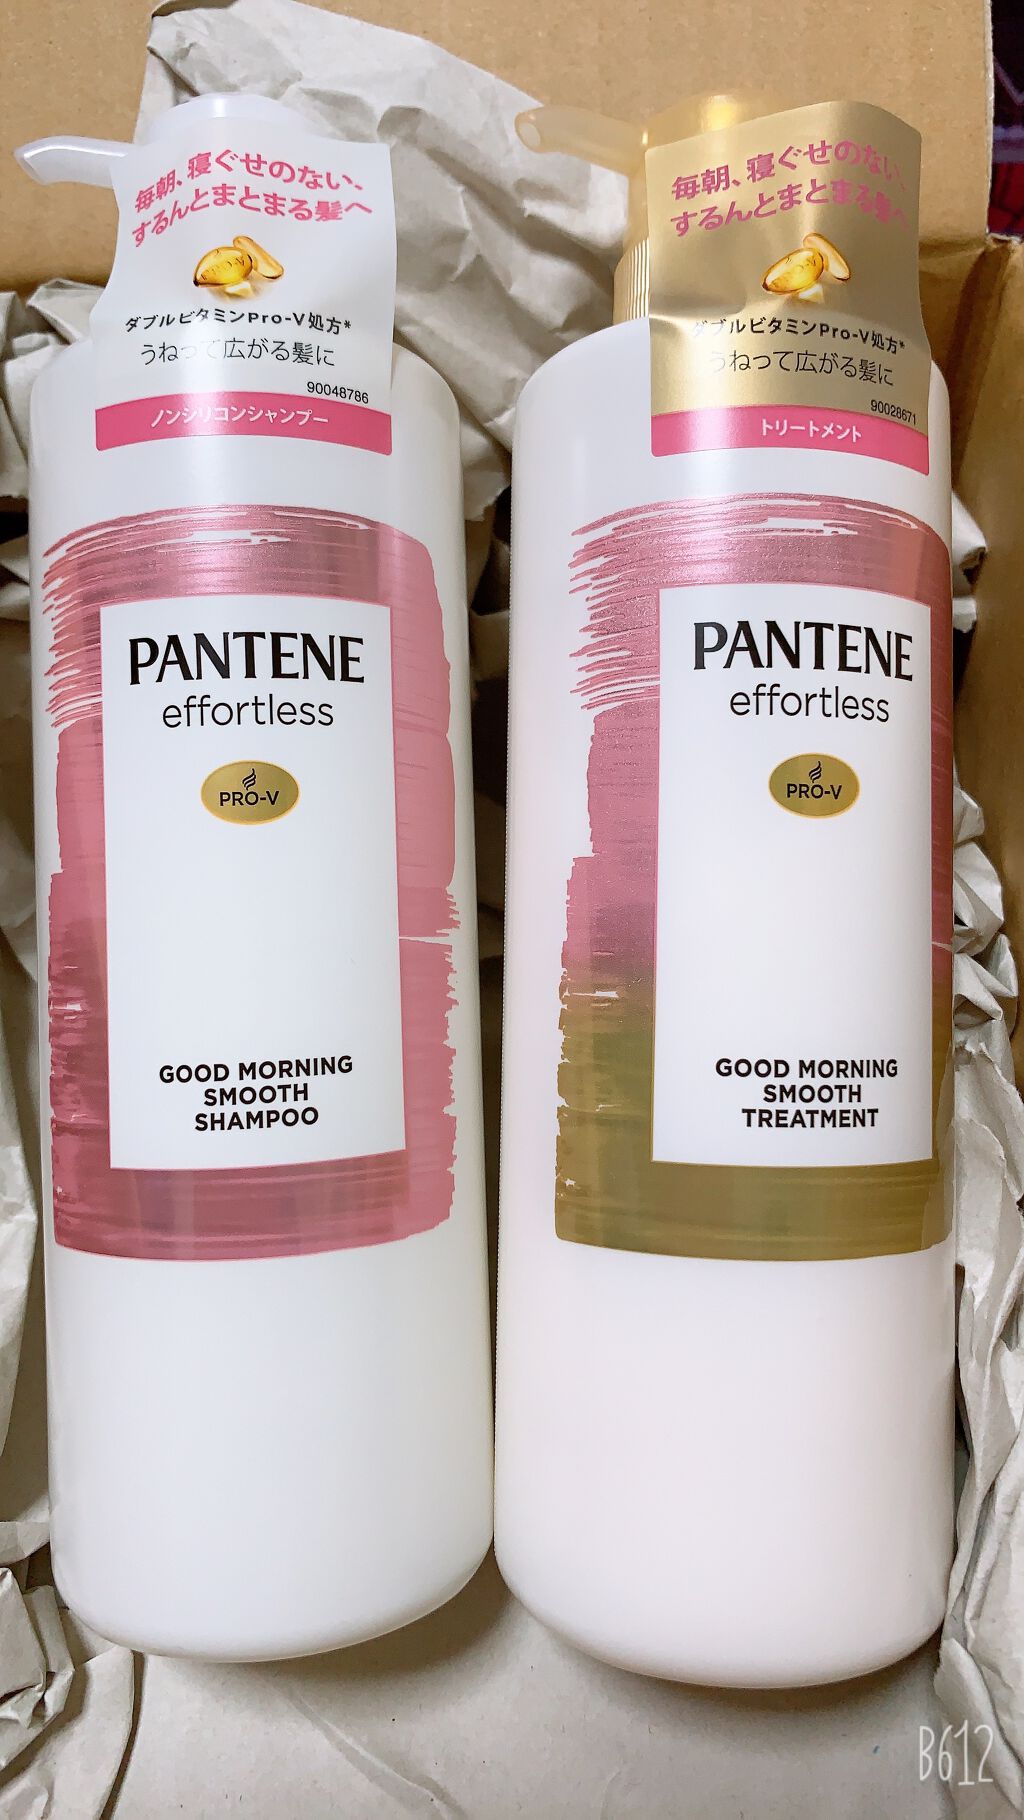 毎朝、寝ぐせのない、
するんとまとまる髪へ
ダブルビタミンPro-V処方*
うねって広がる髪に
90048786
ノンシリコンシャンプー
PANTENE
effortless
PRO-V
GOOD MORNING
SMOOTH
SHAMPOO
毎朝、寝ぐせのない、
するんとまとまる髪へ
ダブルビタミンPro-V処方*
うねって広がる髪に
90028671
トリートメント
PANTENE
effortless
PRO-V
GOOD MORNING
SMOOTH
TREATMENT
B612